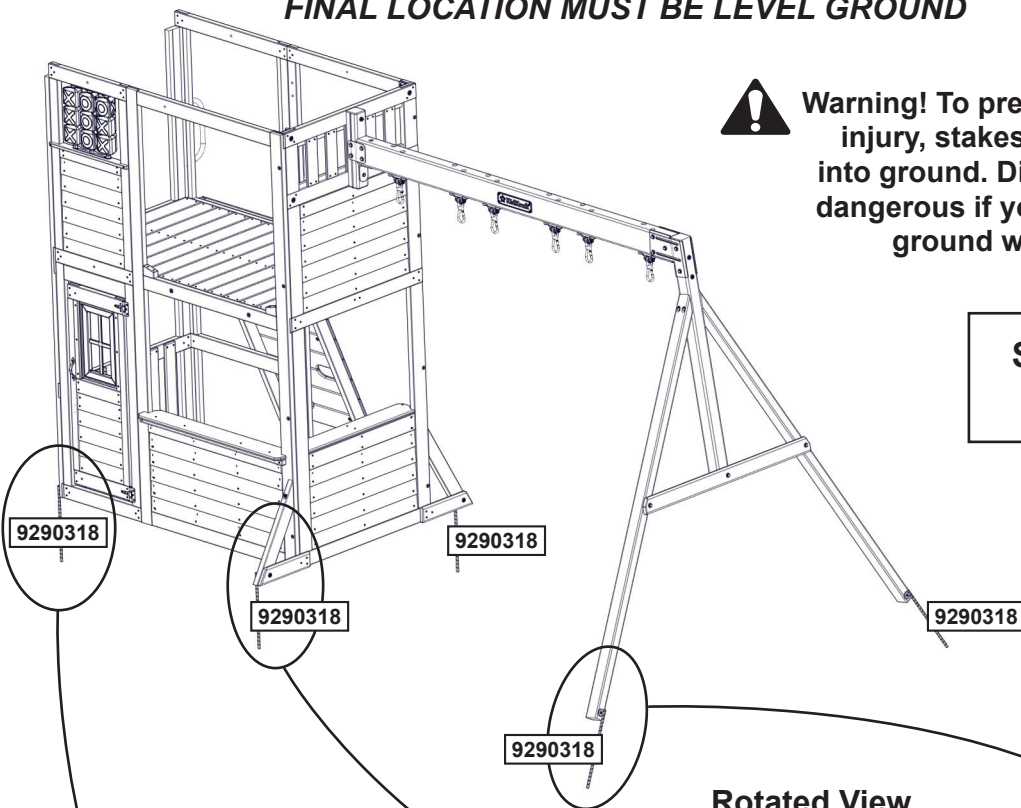 FINAL LOCATION MUST BE LEVEL GROUND
Warning! To pre
injury, stakes
into ground. Di
dangerous if yo
ground w
S
9290318
9290318
9290318
9290318
9290318
Rotated View